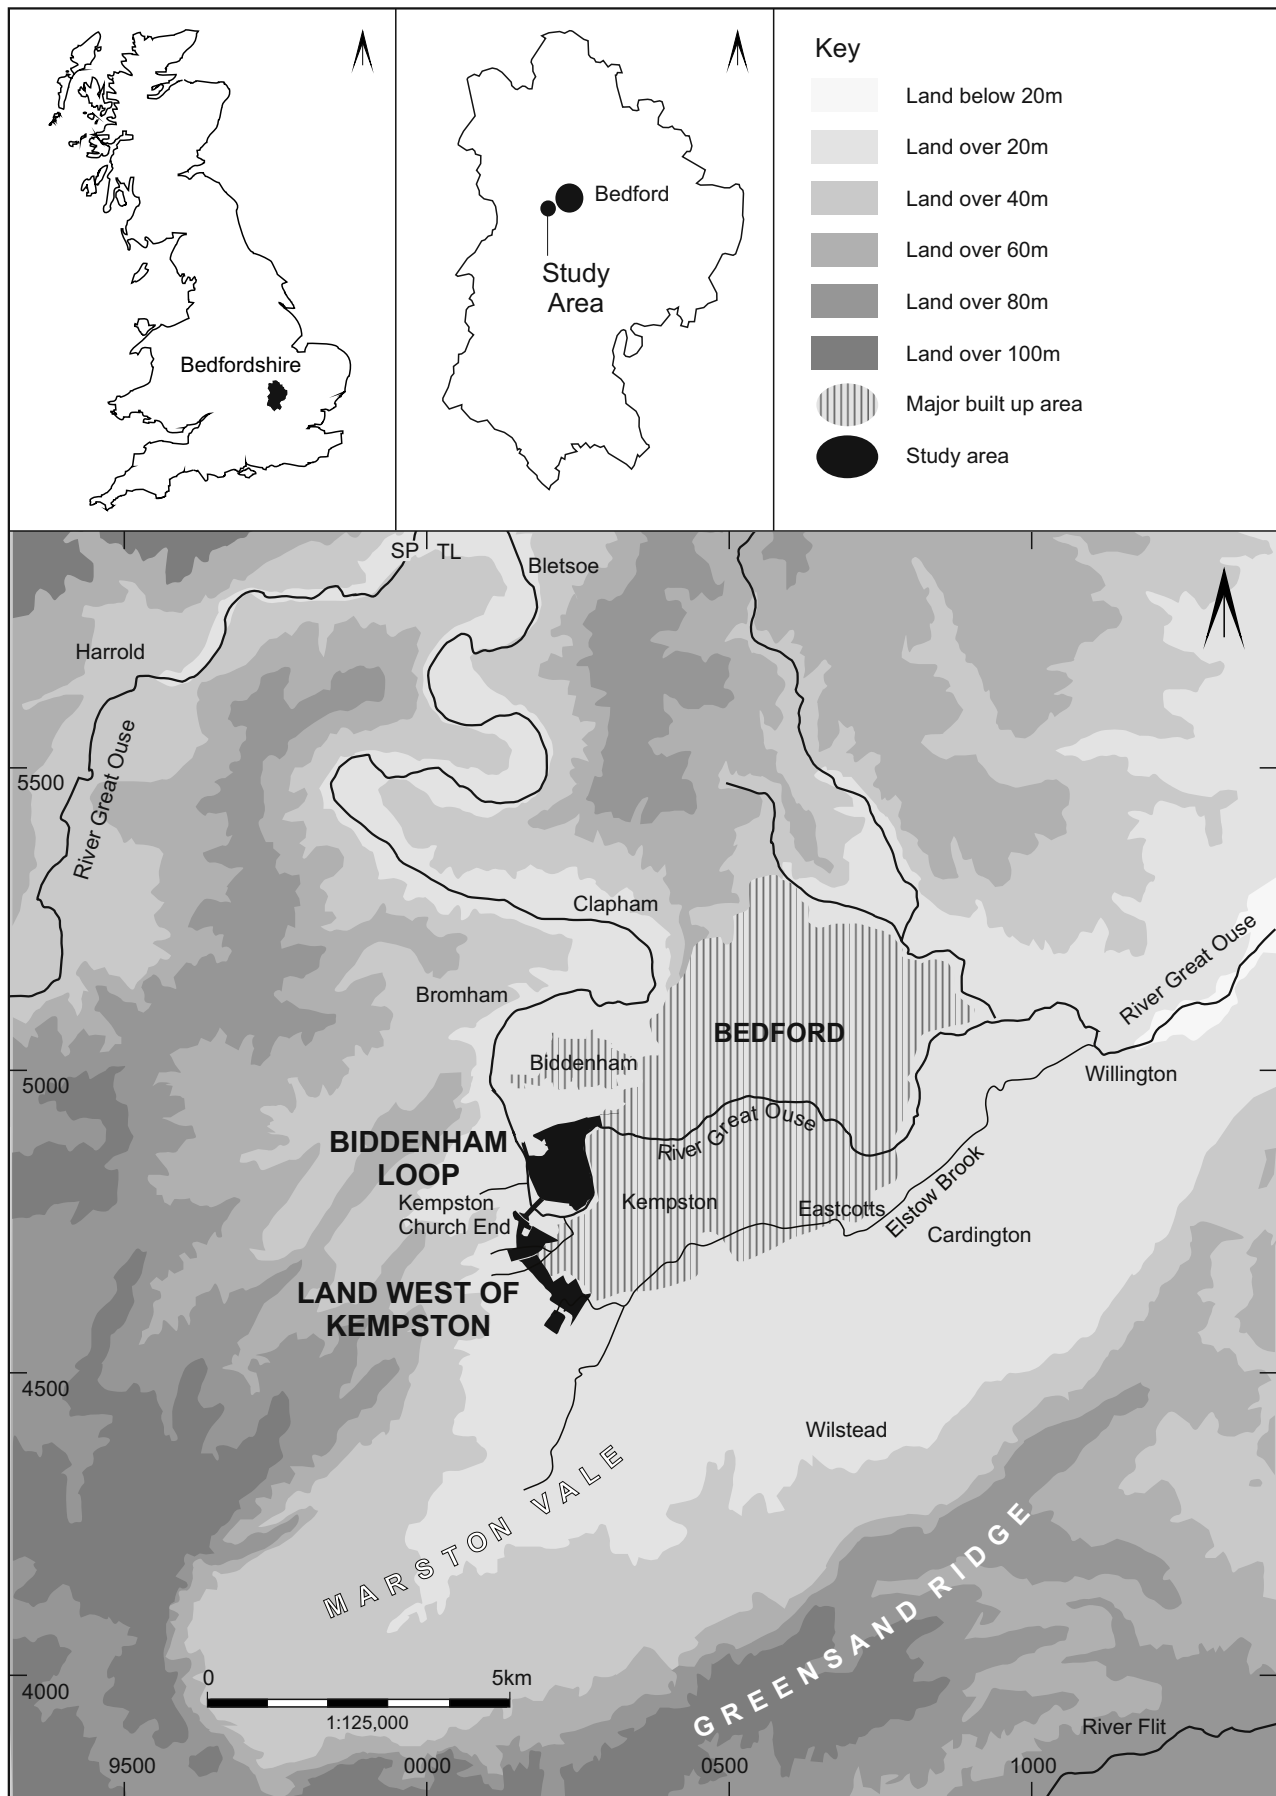 Bedfordshire
Bedford
Study
Area
Key
Land below 20m
Land over 20m
Land over 40m
Land over 60m
Land over 80m
Land over 100m
Major built up area
Study area
SP
TL
Bletsoe
Harrold
River Great Ouse
5500
Clapham
Bromham
River Great Ouse
BEDFORD
Biddenham
5000
Willington
River Great Ouse
BIDDENHAM
LOOP
Kempston
Church End
Kempston
Eastcotts
Elstow Brook
Cardington
LAND WEST OF
KEMPSTON
4500
Wilstead
MARSTON VALE
GREENSAND RIDGE
0
5km
1:125,000
4000
River Flit
9500
0000
0500
1000